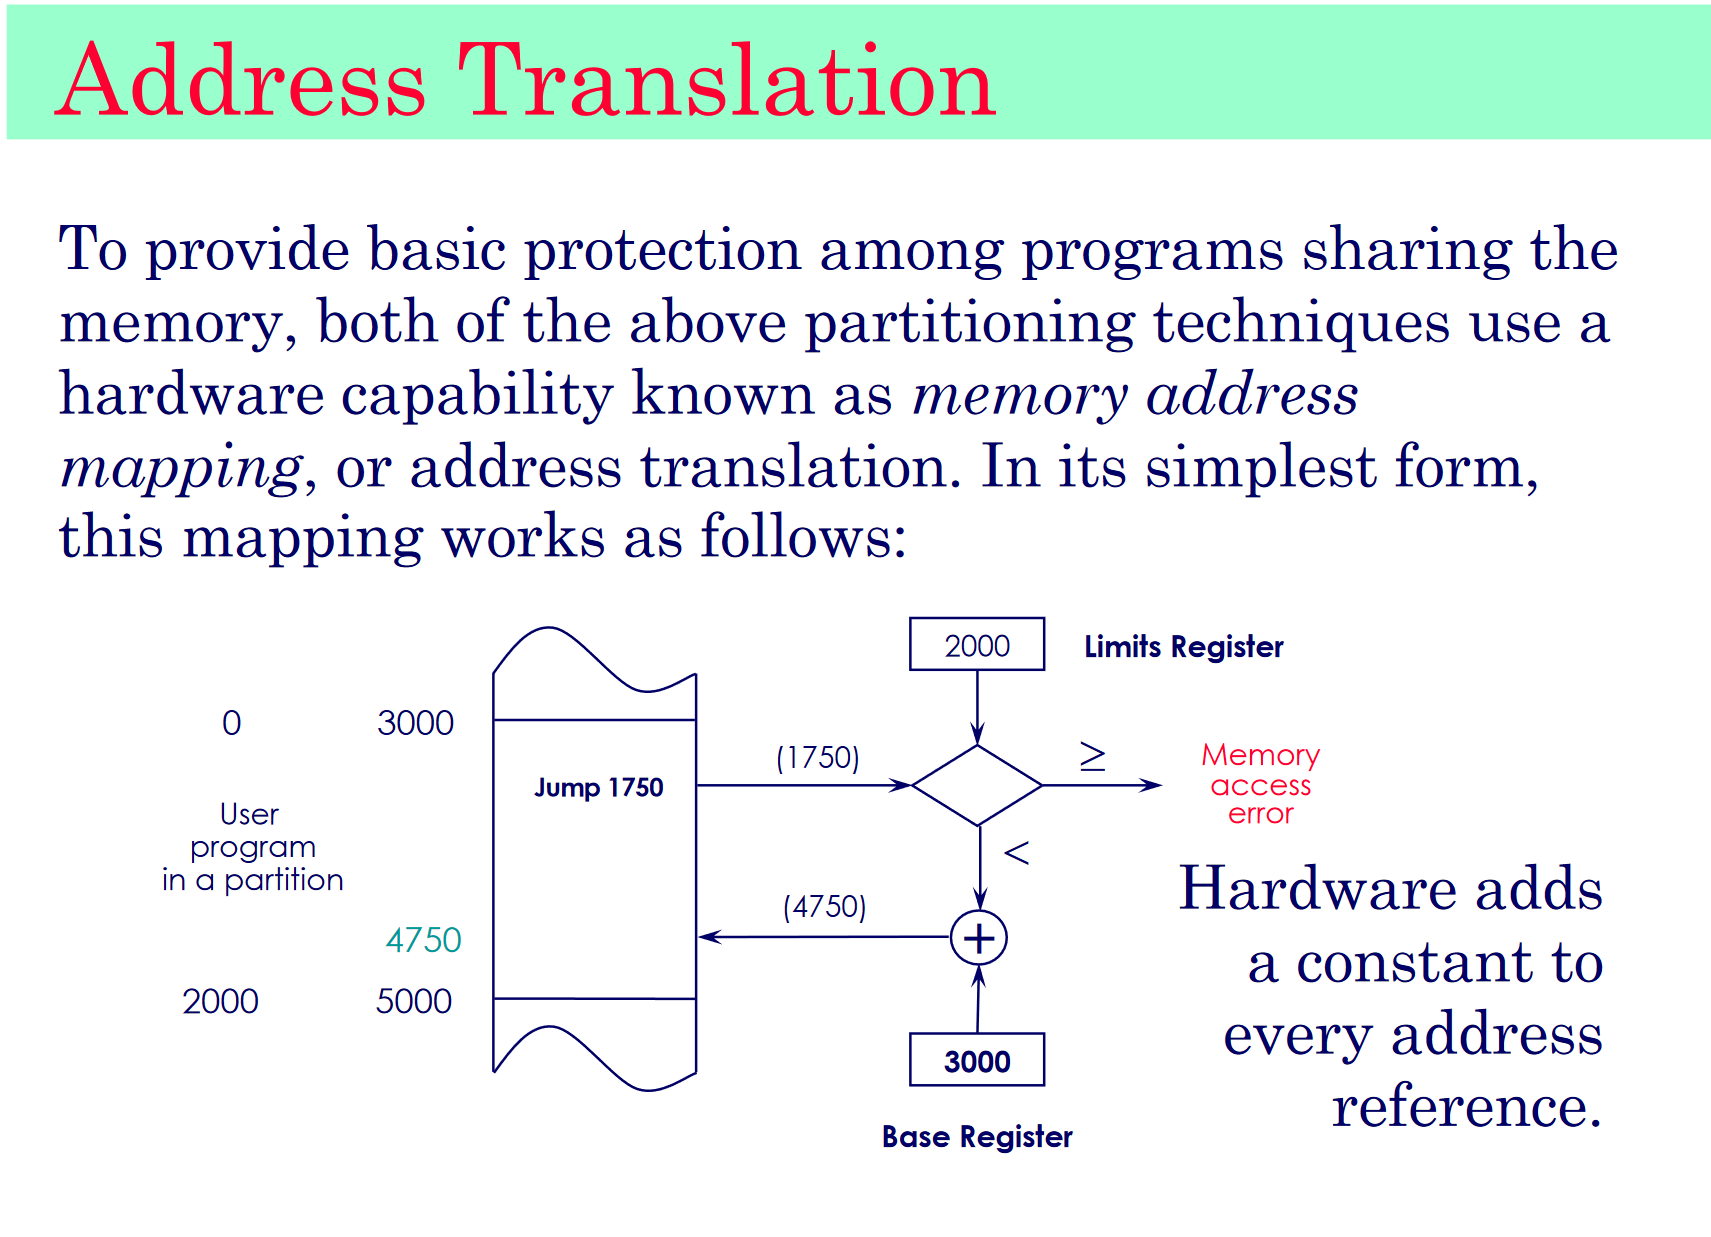 Address Translation
To provide basic protection among programs sharing the
memory, both of the above partitioning techniques use a
hardware capability known as memory address
mapping, or address translation. In its simplest form,
this mapping works as follows:
2000
Limits Register
0
3000
Jump 1750
(1750)
≥
Memory
access
error
User
program
in a partition
<
(4750)
4750
+
2000
5000
3000
Base Register
Hardware adds
a constant to
every address
reference.